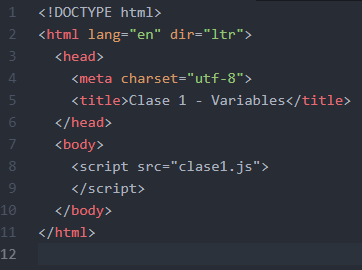 1 <!DOCTYPE html>
2 <html lang="en" dir="ltr">
3 <head>
4 <meta charset="utf-8">
5 <title>Clase 1 - Variables</title>
6 </head>
7 <body>
8 <script src="clase1.js">
9 </script>
10 </body>
11 </html>
12